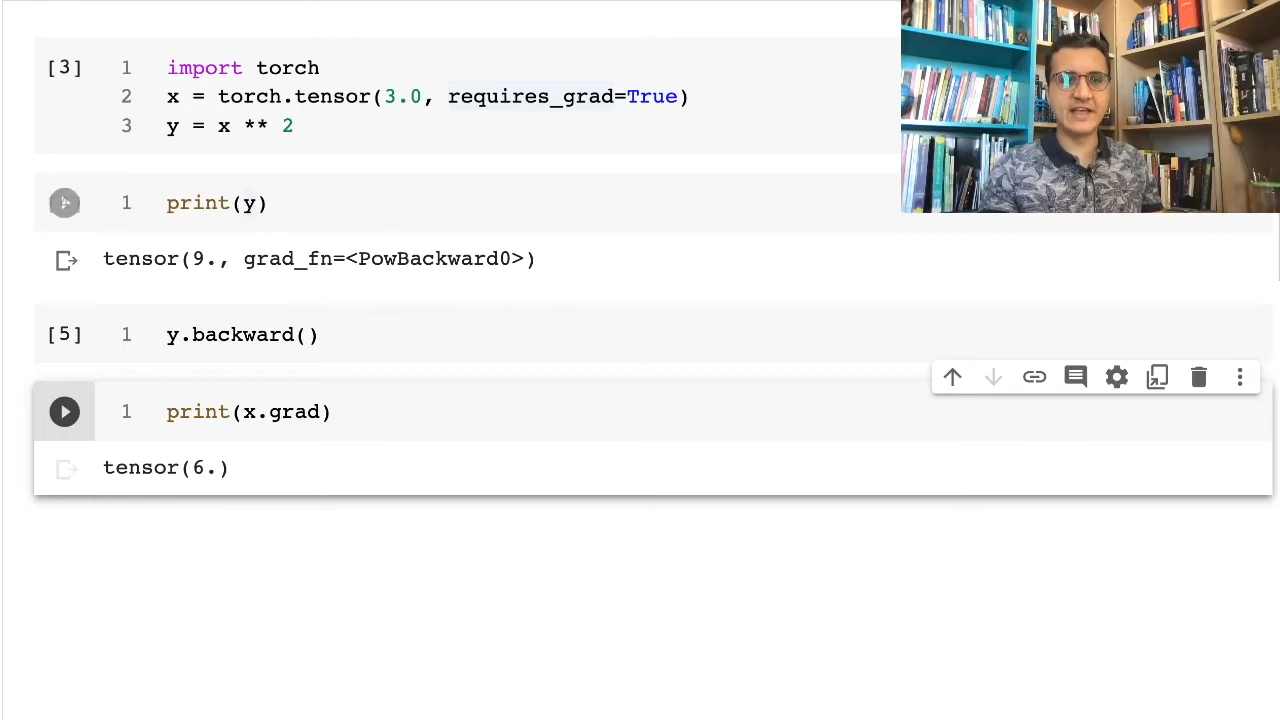 [3] 1 import torch
2 x = torch.tensor(3.0, requires_grad=True)
3 y = x ** 2
1 print(y)
tensor(9., grad_fn=<PowBackward0>)
[5] 1 y.backward()
1 print(x.grad)
tensor(6.)